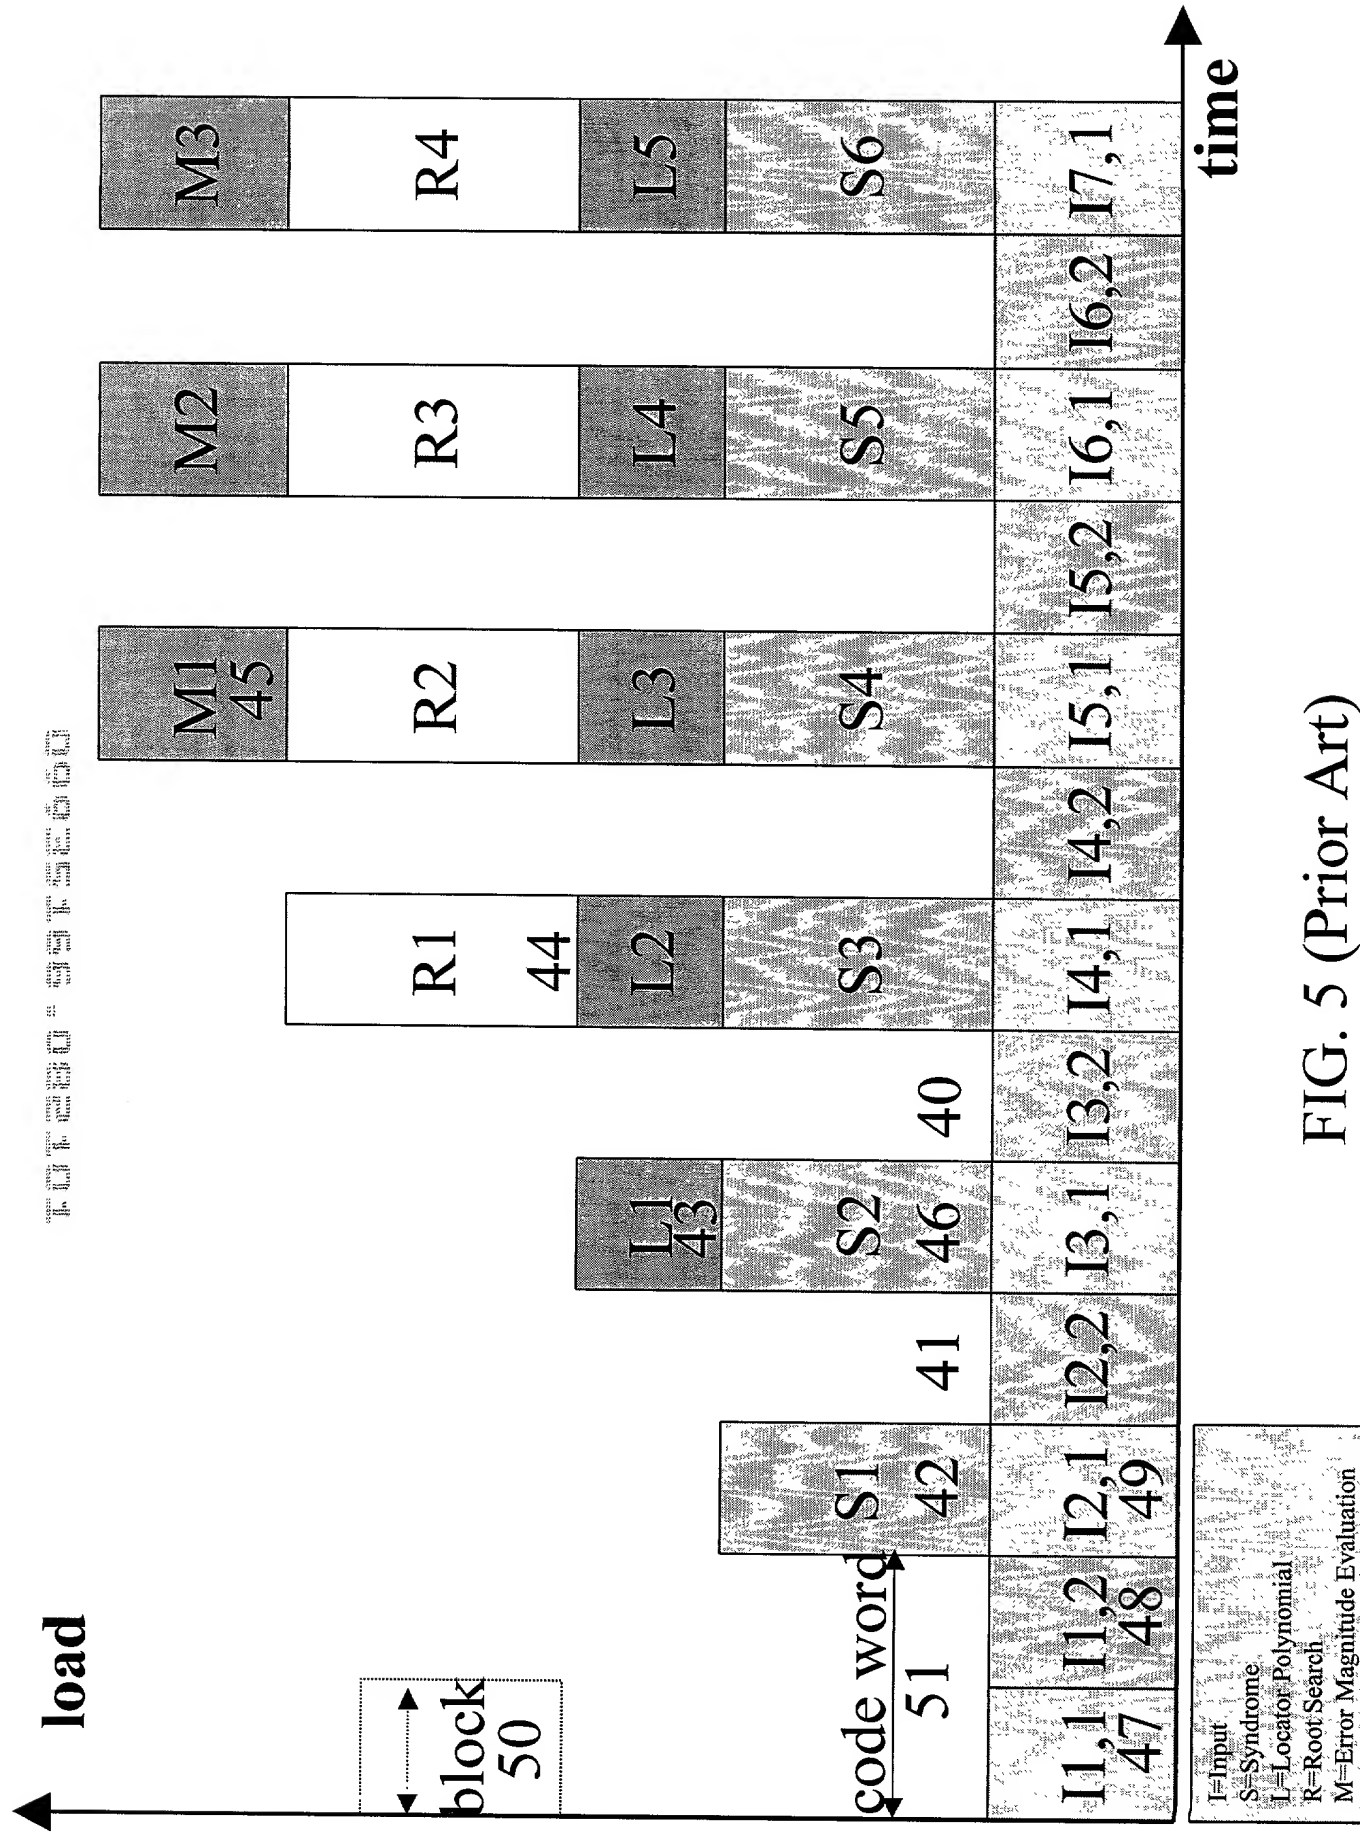 load
block
50
code word
51
M1
45
M2
M3
R1
44
R2
R3
R4
L1
43
L2
L3
L4
L5
S1
42
41
S2
46
40
S3
S4
S5
S6
I1,1
47
I1,2
48
I2,1
49
I2,2
I3,1
I3,2
I4,1
I4,2
I5,1
I5,2
I6,1
I6,2
I7,1
time
I=Input
S=Syndrome
L=Locator Polynomial
R=Root Search
M=Error Magnitude Evaluation
FIG. 5 (Prior Art)